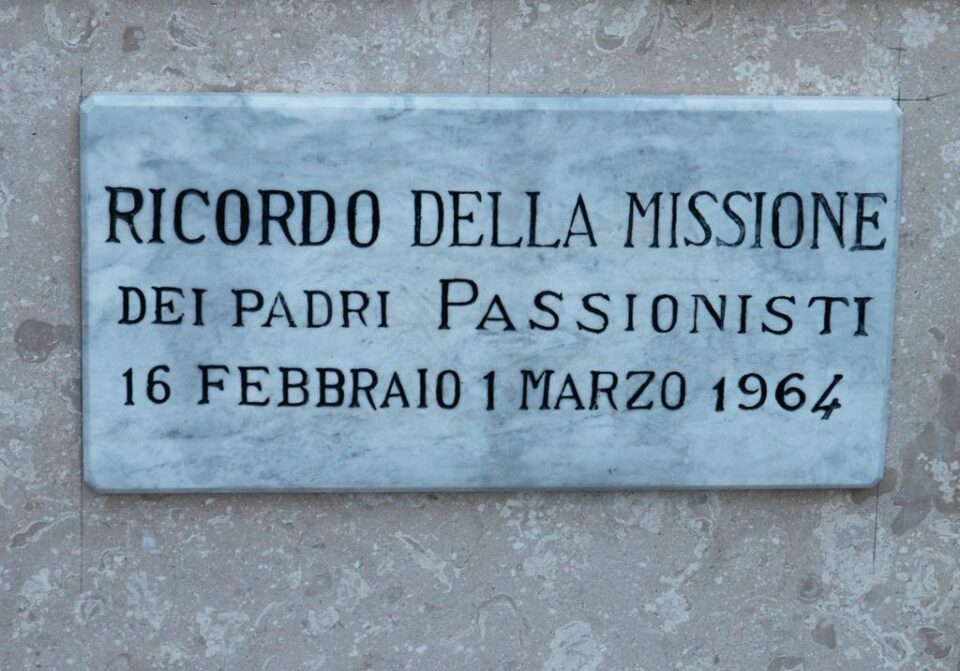 RICORDO DELLA MISSIONE
DEI PADRI PASSIONISTI
16 FEBBRAIO 1 MARZO 1964